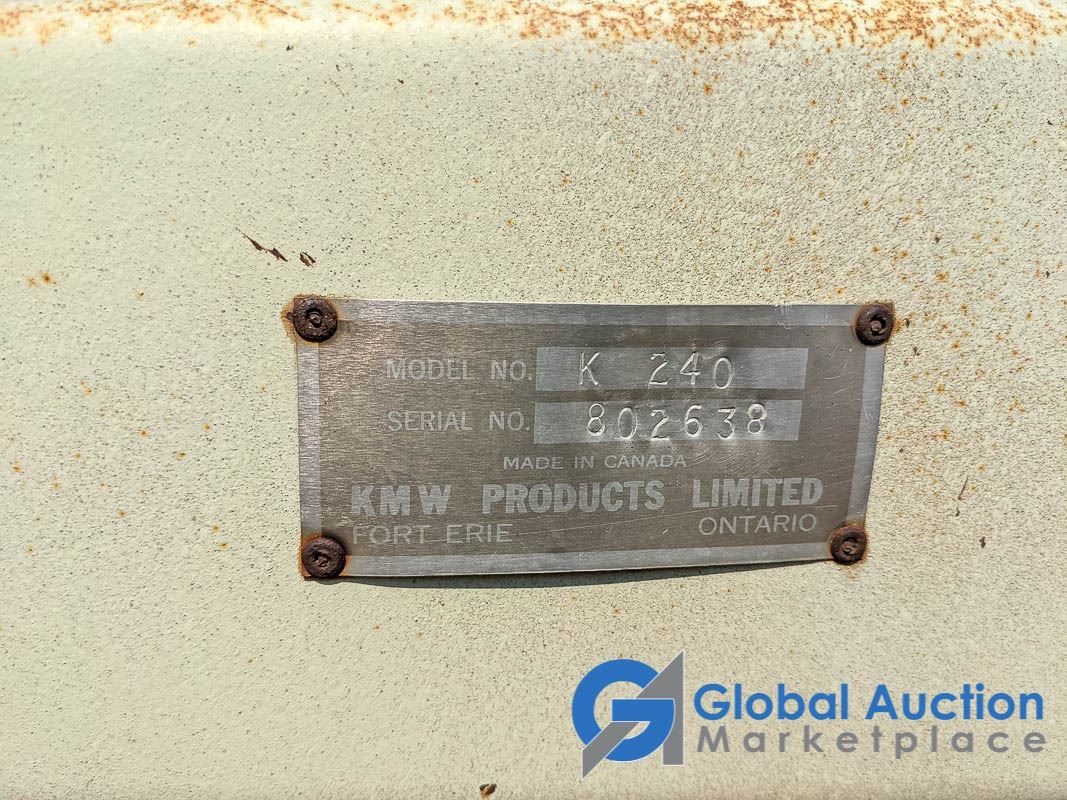 MODEL NO. K 240
SERIAL NO. 802638
MADE IN CANADA
KMW PRODUCTS LIMITED
FORT ERIE ONTARIO
Global Auction
Marketplace